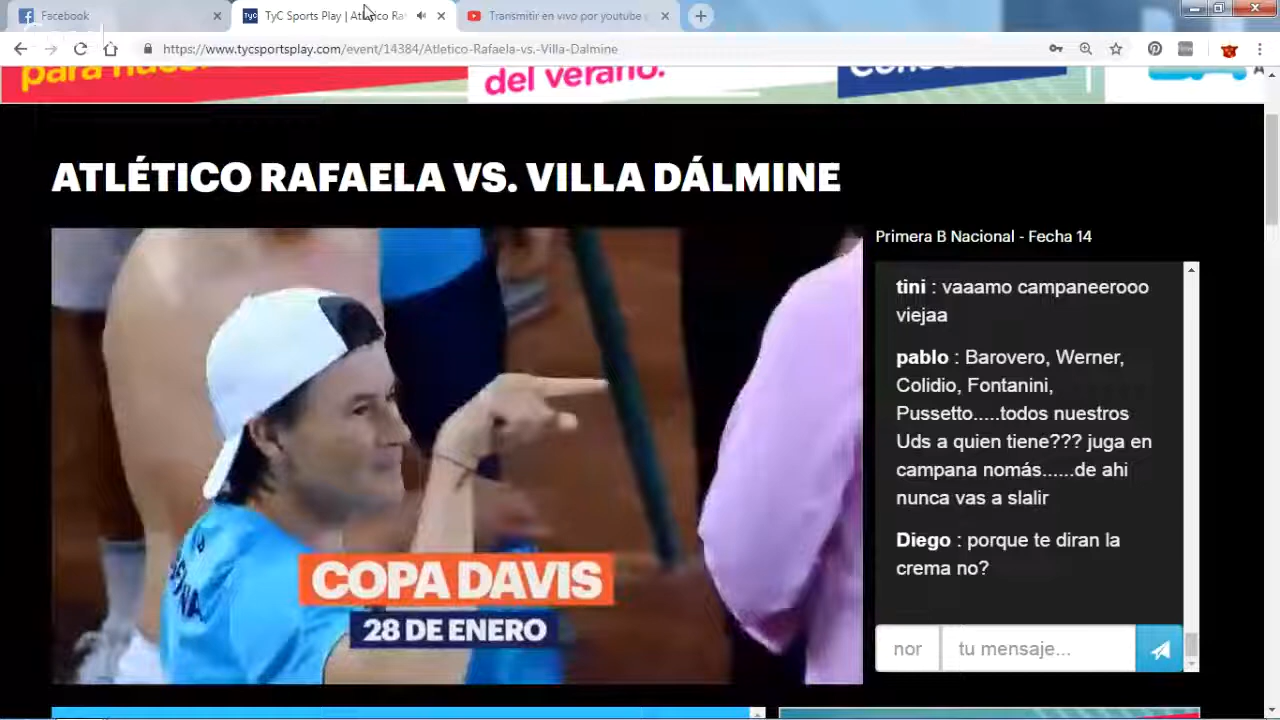 Facebook
TyC Sports Play | Atlético Ra
Transmitir en vivo por youtube
https://www.tycsportsplay.com/event/14384/Atletico-Rafaela-vs.-Villa-Dalmine
del verano.
ATLÉTICO RAFAELA VS. VILLA DÁLMINE
Primera B Nacional - Fecha 14
tini : vaaamo campaneerooo
viejaa
pablo : Barovero, Werner,
Colidio, Fontanini,
Pussetto.....todos nuestros
Uds a quien tiene??? juga en
campana nomás......de ahi
nunca vas a slalir
Diego : porque te diran la
crema no?
COPA DAVIS
28 DE ENERO
nor
tu mensaje...